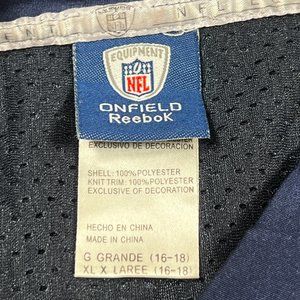 EQUIPMENT
NFL
ONFIELD
Reebok
EXCLUSIVO DE DECORACION
SHELL: 100%POLYESTER
KNIT TRIM: 100%POLYESTER
EXCLUSIVE OF DECORATION
HECHO EN CHINA
MADE IN CHINA
G GRANDE (16-18)
XL X LARGE (16-18)